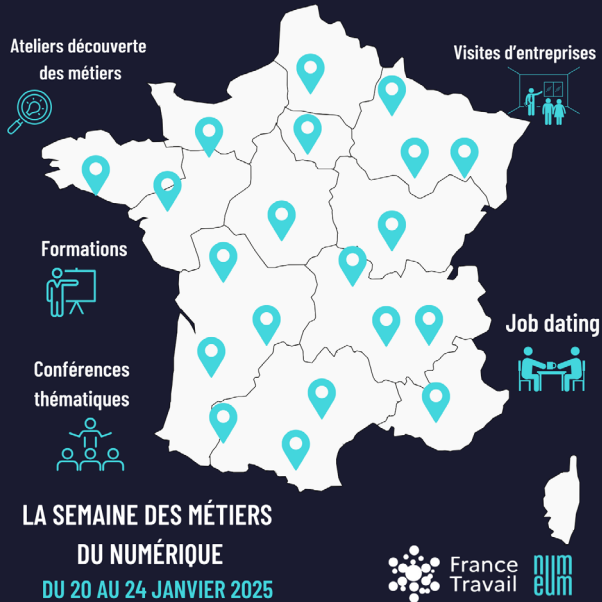 Ateliers découverte
des métiers
Visites d'entreprises
Formations
Job dating
Conférences
thématiques
LA SEMAINE DES MÉTIERS
DU NUMÉRIQUE
DU 20 AU 24 JANVIER 2025
France
Travail
num
eum